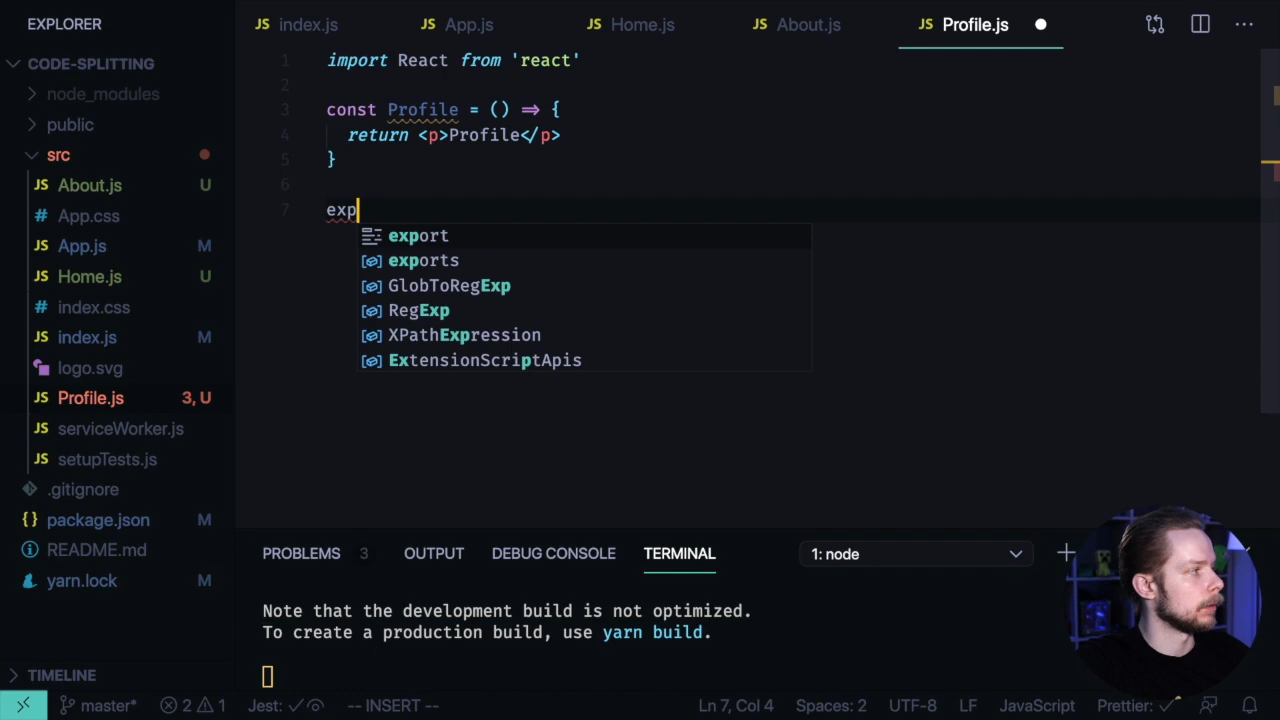 EXPLORER
JS index.js
JS App.js
JS Home.js
JS About.js
JS Profile.js
CODE-SPLITTING
node_modules
public
src
JS About.js U
# App.css
JS App.js M
JS Home.js U
# index.css
JS index.js M
logo.svg
JS Profile.js 3, U
JS serviceWorker.js
JS setupTests.js
.gitignore
{} package.json M
README.md
yarn.lock M
TIMELINE
1 import React from 'react'
2
3 const Profile = () => {
4 return <p>Profile</p>
5 }
6
7 exp
export
exports
GlobToRegExp
RegExp
XPathExpression
ExtensionScriptApis
PROBLEMS 3
OUTPUT
DEBUG CONSOLE
TERMINAL
1: node
Note that the development build is not optimized.
To create a production build, use yarn build.
master* 2 1 Jest: -- INSERT -- Ln 7, Col 4 Spaces: 2 UTF-8 LF JavaScript Prettier: